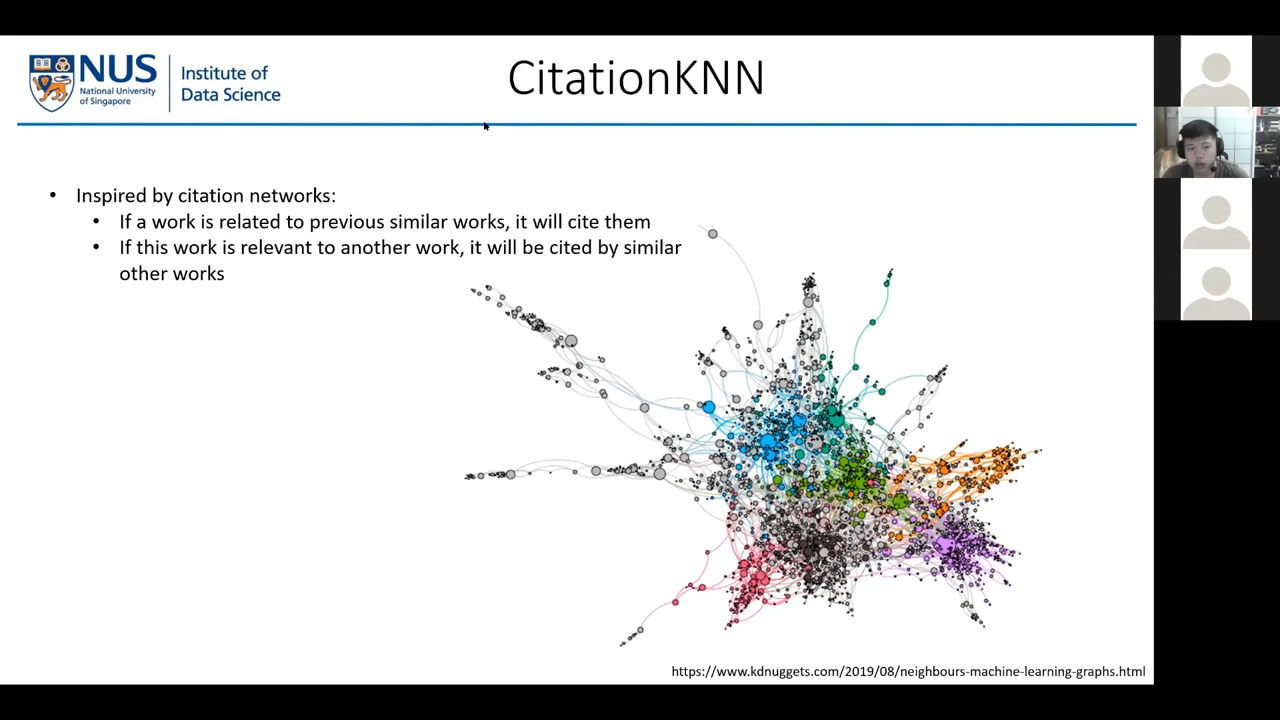 NUS
National University
of Singapore
Institute of
Data Science
CitationKNN
• Inspired by citation networks:
• If a work is related to previous similar works, it will cite them
• If this work is relevant to another work, it will be cited by similar
other works
https://www.kdnuggets.com/2019/08/neighbours-machine-learning-graphs.html